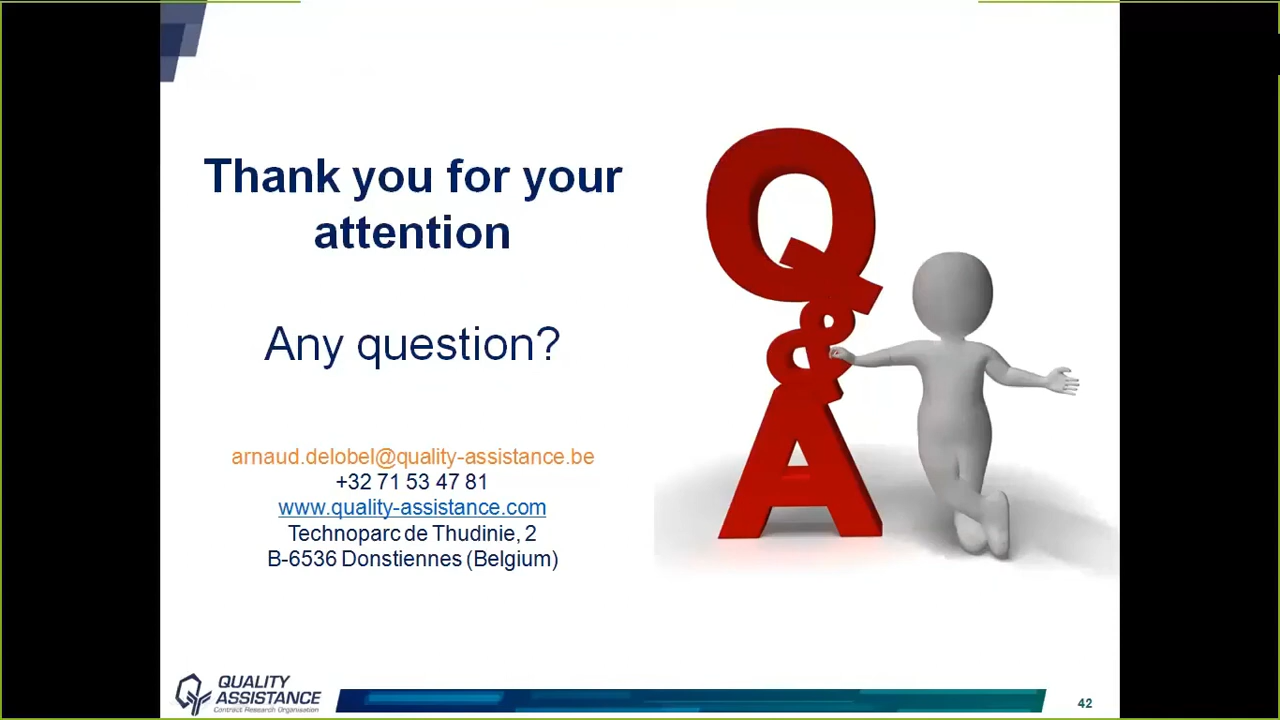 Thank you for your
attention
Any question?
arnaud.delobel@quality-assistance.be
+32 71 53 47 81
www.quality-assistance.com
Technoparc de Thudinie, 2
B-6536 Donstiennes (Belgium)
Q
&
A
QUALITY
ASSISTANCE
Contract Research Organisation
42